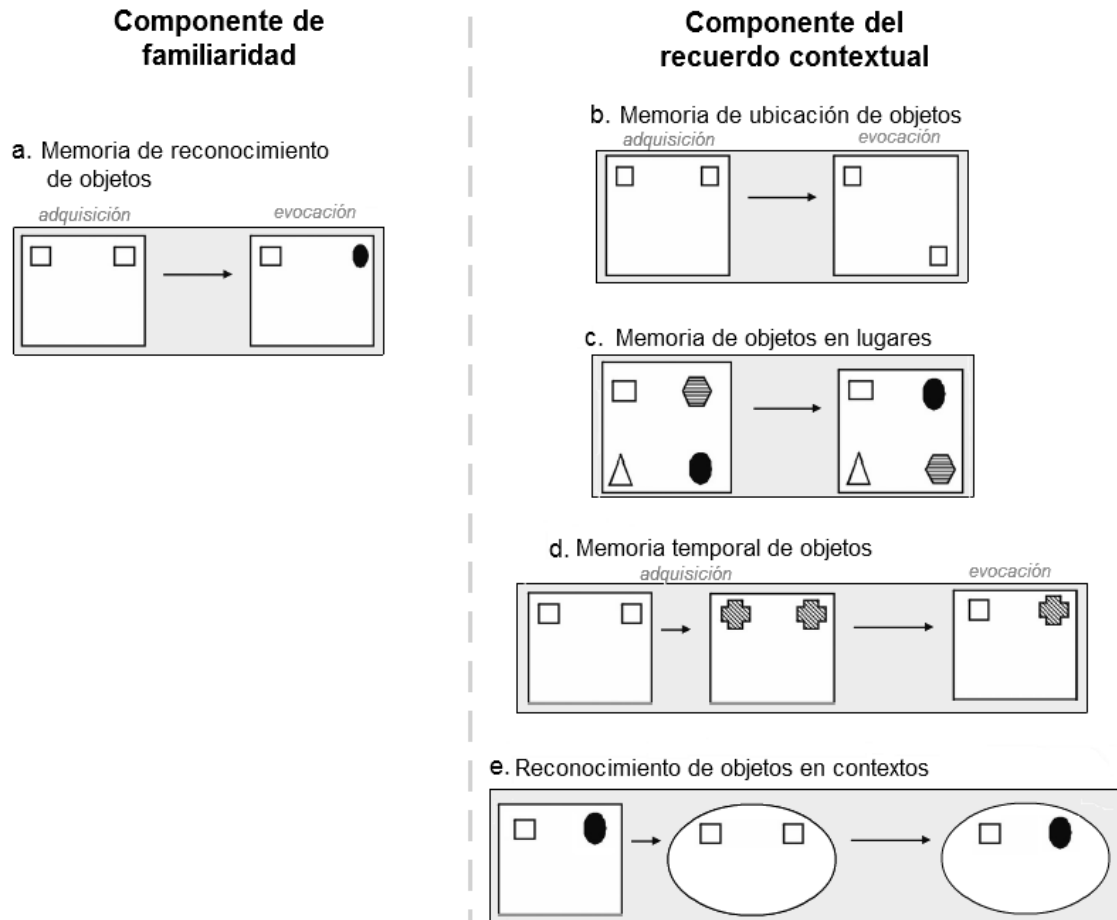 Componente de
familiaridad
a. Memoria de reconocimiento
de objetos
adquisición evocación
Componente del
recuerdo contextual
b. Memoria de ubicación de objetos
adquisición evocación
c. Memoria de objetos en lugares
d. Memoria temporal de objetos
adquisición evocación
e. Reconocimiento de objetos en contextos